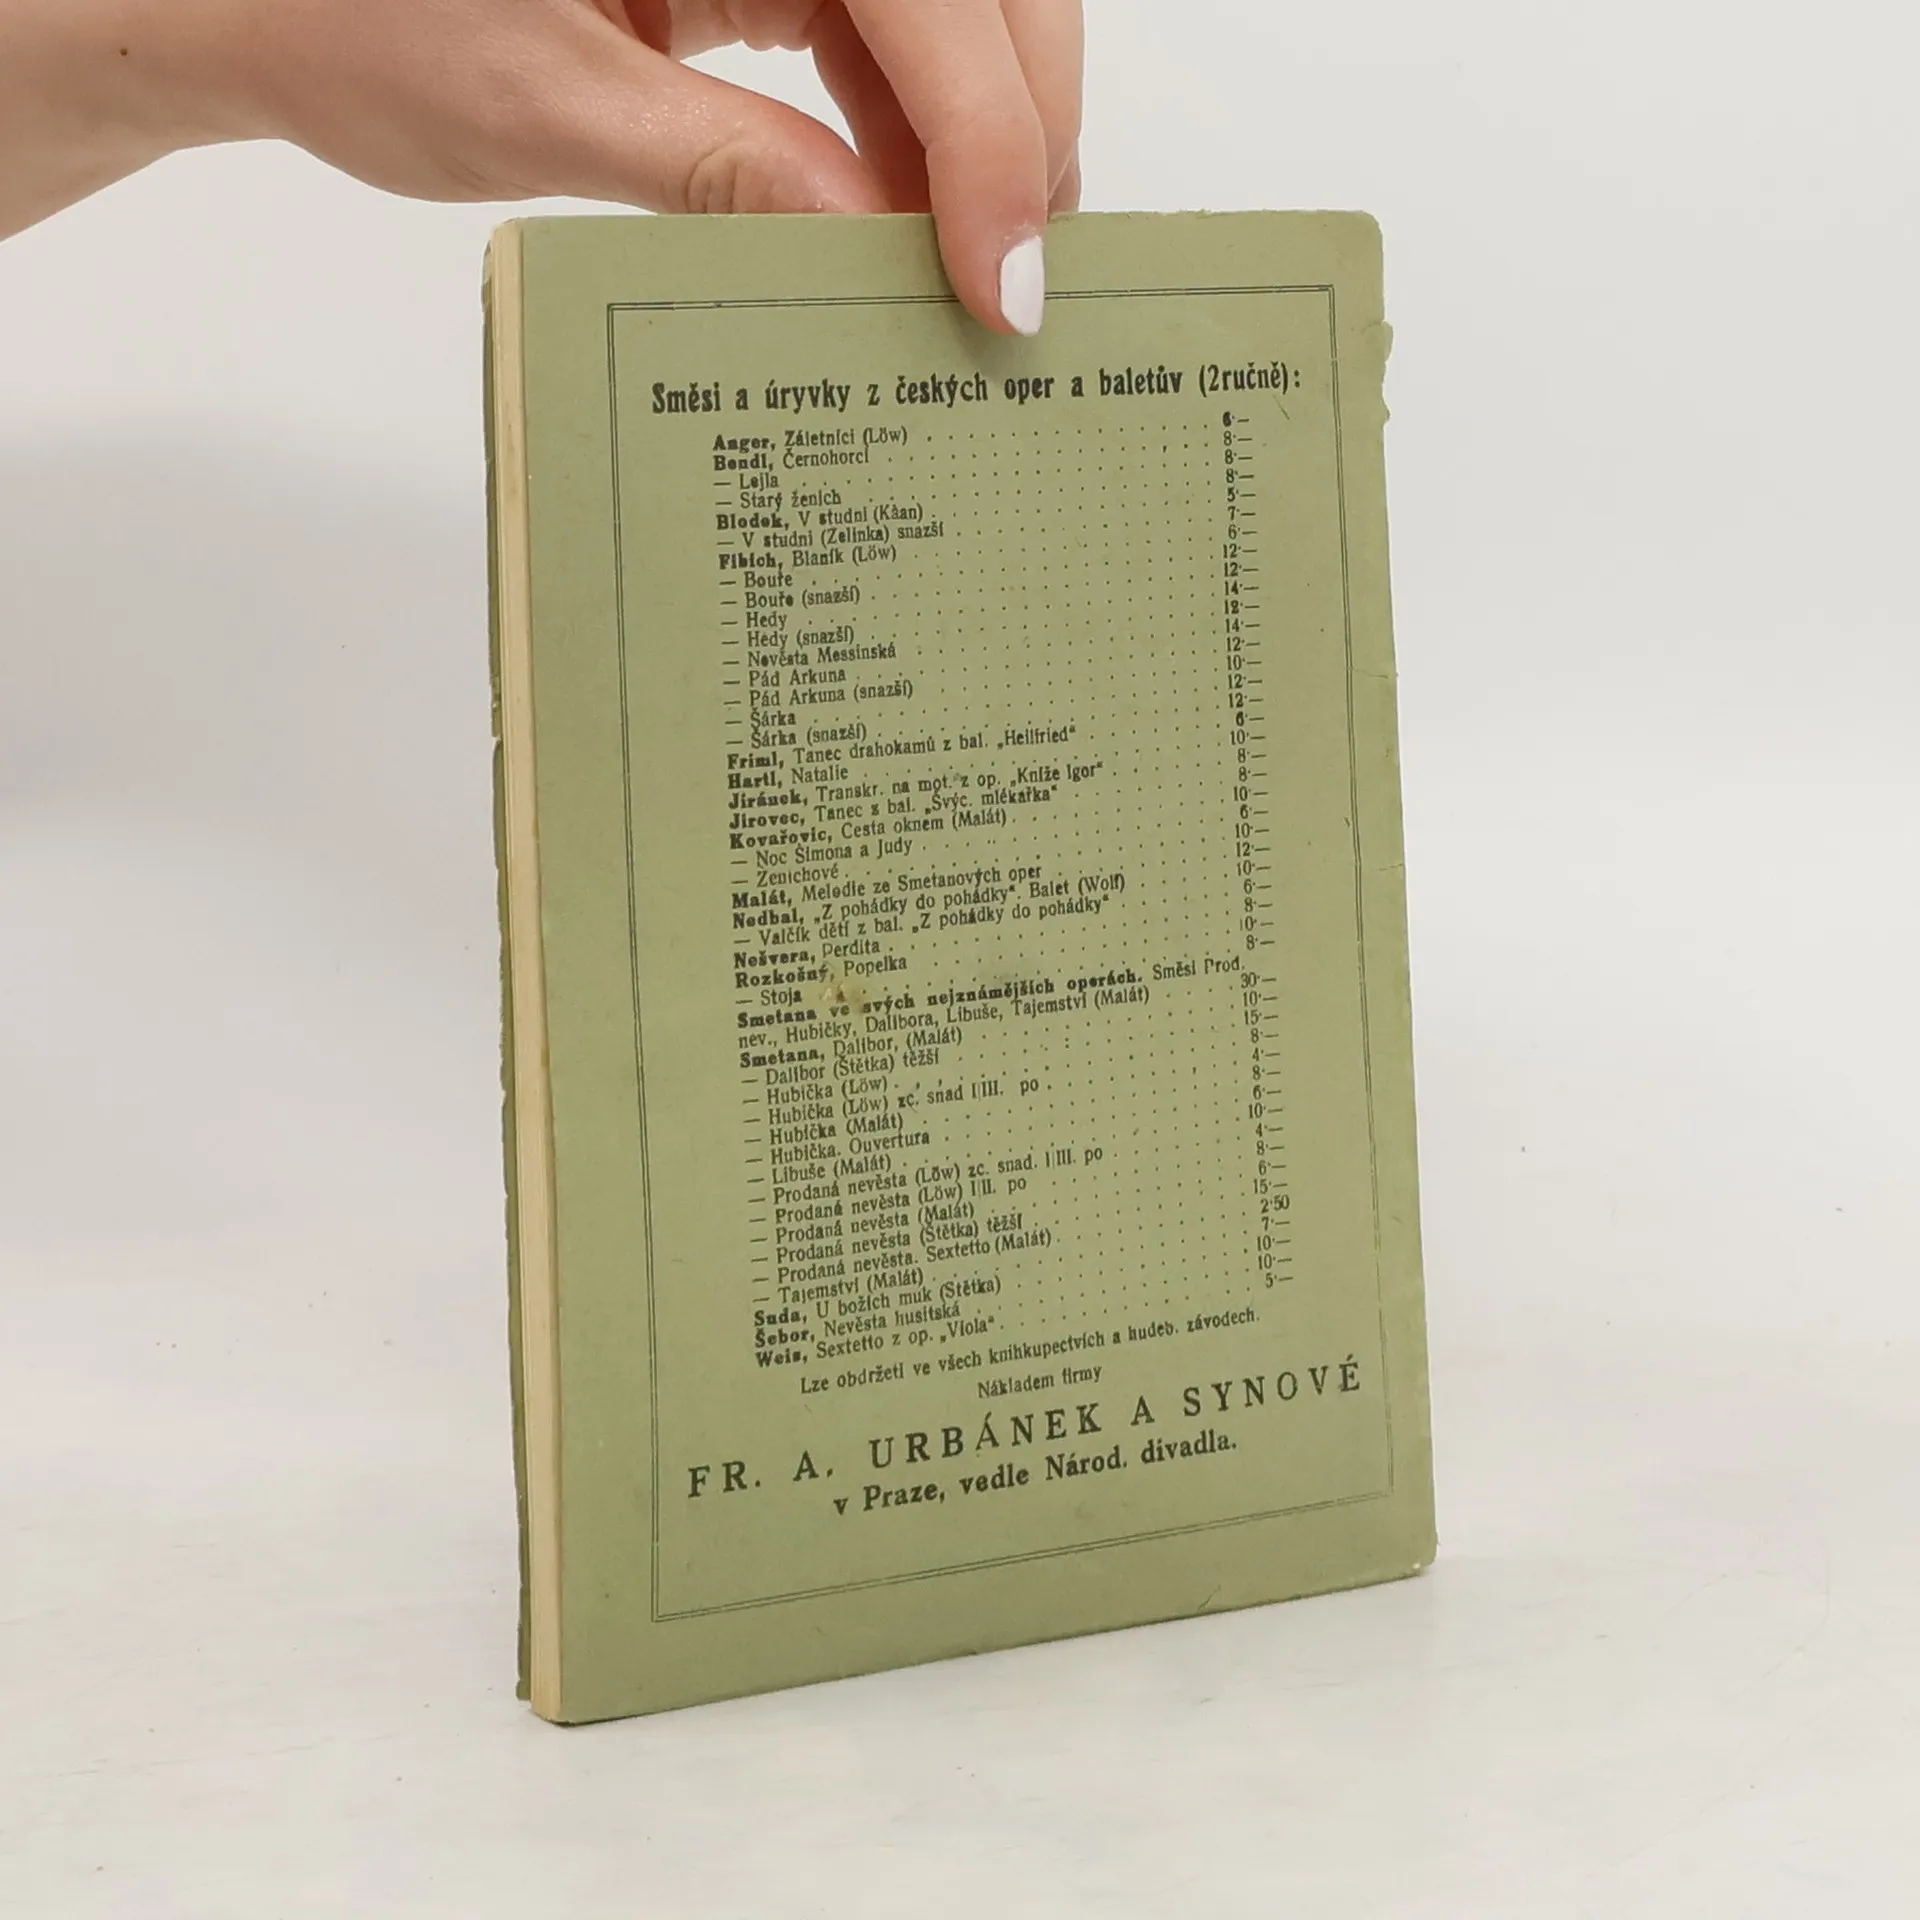 Směsi a úryvky z českých oper a baletův (2ručně):
Anger, Záletníci (Löw) . . . 6·—
Bendl, Černohorci . . . 8·—
— Lejla . . . 8·—
— Starý ženich . . . 8·—
Blodek, V studni (Kàan) . . . 5·—
— V studni (Zelinka) snazší . . . 7·—
Fibich, Blaník (Löw) . . . 6·—
— Bouře . . . 12·—
— Bouře (snazší) . . . 12·—
— Hedy . . . 14·—
— Hedy (snazší) . . . 12·—
— Nevěsta Messinská . . . 14·—
— Pád Arkuna . . . 12·—
— Pád Arkuna (snazší) . . . 10·—
— Šárka . . . 12·—
— Šárka (snazší) . . . 12·—
Friml, Tanec drahokamů z bal. „Heilfried“ . . . 6·—
Hartl, Natalie . . . 10·—
Jiránek, Transkr. na mot. z op. „Kníže Igor“ . . . 8·—
Jirovec, Tanec z bal. „Švýc. mlékařka“ . . . 8·—
Kovařovic, Cesta oknem (Malát) . . . 10·—
— Noc Šimona a Judy . . . 6·—
— Ženichové . . . 10·—
Malát, Melodie ze Smetanových oper . . . 12·—
Nedbal, „Z pohádky do pohádky“. Balet (Wolf) . . . 10·—
— Valčík dětí z bal. „Z pohádky do pohádky“ . . . 6·—
Nešvera, Perdita . . . 8·—
Rozkošný, Popelka . . . 10·—
— Stoja . . . 8·—
Smetana ve svých nejznámějších operách. Směsi Prod.
nev., Hubičky, Dalibora, Libuše, Tajemství (Malát) . . . 30·—
Smetana, Dalibor, (Malát) . . . 10·—
— Dalibor (Štětka) těžší . . . 15·—
— Hubička (Löw) . . . 8·—
— Hubička (Löw) zc. snad I/III. po . . . 4·—
— Hubička (Malát) . . . 8·—
— Hubička. Ouvertura . . . 6·—
— Libuše (Malát) . . . 10·—
— Prodaná nevěsta (Löw) zc. snad. I/III. po . . . 4·—
— Prodaná nevěsta (Löw) I/II. po . . . 8·—
— Prodaná nevěsta (Malát) . . . 6·—
— Prodaná nevěsta (Štětka) těžší . . . 15·—
— Prodaná nevěsta. Sextetto (Malát) . . . 2·50
— Tajemství (Malát) . . . 7·—
Suda, U božích muk (Štětka) . . . 10·—
Šebor, Nevěsta husitská . . . 10·—
Weis, Sextetto z op. „Viola“ . . . 5·—
Lze obdržeti ve všech knihkupectvích a hudeb. závodech.
Nákladem firmy
FR. A. URBÁNEK A SYNOVÉ
v Praze, vedle Národ. divadla.